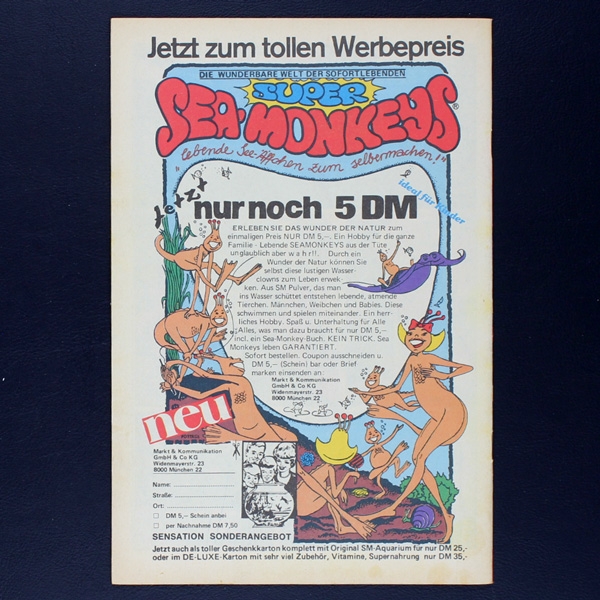 Jetzt zum tollen Werbepreis
DIE WUNDERBARE WELT DER SOFORTLEBENDEN
SUPER
SEA-MONKEYS®
"lebende See-Äffchen zum selbermachen!"
Jetzt
ideal für Kinder
nur noch 5 DM
ERLEBEN SIE DAS WUNDER DER NATUR zum
einmaligen Preis NUR DM 5,–. Ein Hobby für die ganze
Familie - Lebende SEAMONKEYS aus der Tüte
unglaublich aber w a h r!!. Durch ein
Wunder der Natur können Sie
selbst diese lustigen Wasser-
clowns zum Leben erwek-
ken. Aus SM Pulver, das man
ins Wasser schüttet entstehen lebende, atmende
Tierchen. Männchen, Weibchen und Babies. Diese
schwimmen und spielen miteinander. Ein herr-
liches Hobby. Spaß u. Unterhaltung für Alle
Alles, was man dazu braucht für nur DM 5,–
incl. ein Sea-Monkey-Buch. KEIN TRICK. Sea
Monkeys leben GARANTIERT.
Sofort bestellen. Coupon ausschneiden u.
DM 5,– (Schein) bar oder Brief
marken einsenden an:
Markt & Kommunikation
GmbH & Co KG
Widenmayerstr. 23
8000 München 22
neu
Markt & Kommunikation
GmbH & Co KG
Widenmayerstr. 23
8000 München 22
Name:
Straße:
Ort:
DM 5,– Schein anbei
per Nachnahme DM 7,50
SENSATION SONDERANGEBOT
Jetzt auch als toller Geschenkkarton komplett mit Original SM-Aquarium für nur DM 25,-
oder im DE-LUXE-Karton mit sehr viel Zubehör, Vitamine, Supernahrung nur DM 35,-